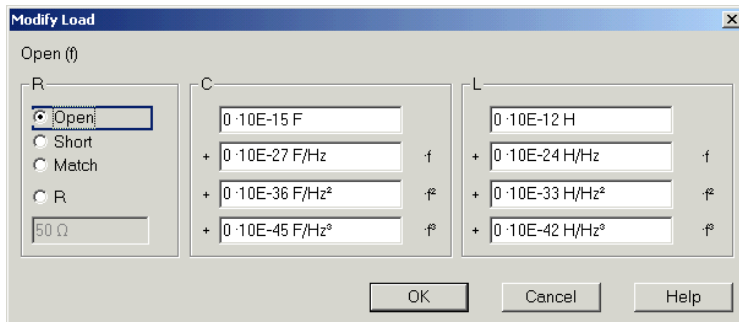 Modify Load
Open (f)
R
Open
Short
Match
R
50 Ω
C
0 ·10E-15 F
+ 0 ·10E-27 F/Hz ·f
+ 0 ·10E-36 F/Hz² ·f²
+ 0 ·10E-45 F/Hz³ ·f³
L
0 ·10E-12 H
+ 0 ·10E-24 H/Hz ·f
+ 0 ·10E-33 H/Hz² ·f²
+ 0 ·10E-42 H/Hz³ ·f³
OK Cancel Help